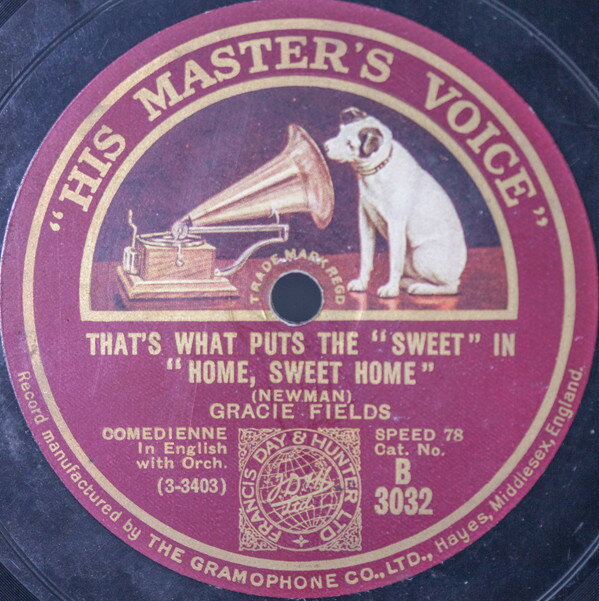 "HIS MASTER'S VOICE"
TRADE MARK REGD
THAT'S WHAT PUTS THE "SWEET" IN
"HOME, SWEET HOME"
(NEWMAN)
GRACIE FIELDS
COMEDIENNE
In English
with Orch.
(3-3403)
FRANCIS DAY & HUNTER LTD
SPEED 78
Cat. No.
B
3032
Record manufactured by THE GRAMOPHONE CO., LTD., Hayes, Middlesex, England.